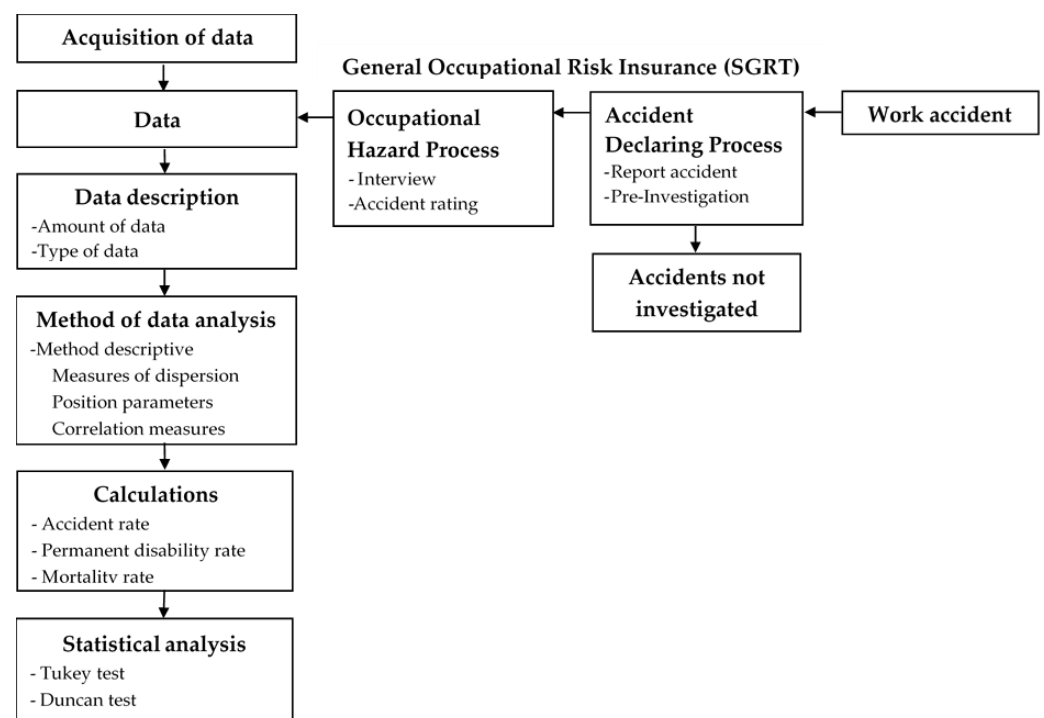 Acquisition of data
General Occupational Risk Insurance (SGRT)
Data
Occupational
Hazard Process
- Interview
-Accident rating
Accident
Declaring Process
-Report accident
-Pre-Investigation
Work accident
Accidents not
investigated
Data description
-Amount of data
-Type of data
Method of data analysis
-Method descriptive
Measures of dispersion
Position parameters
Correlation measures
Calculations
- Accident rate
- Permanent disability rate
- Mortality rate
Statistical analysis
- Tukey test
- Duncan test